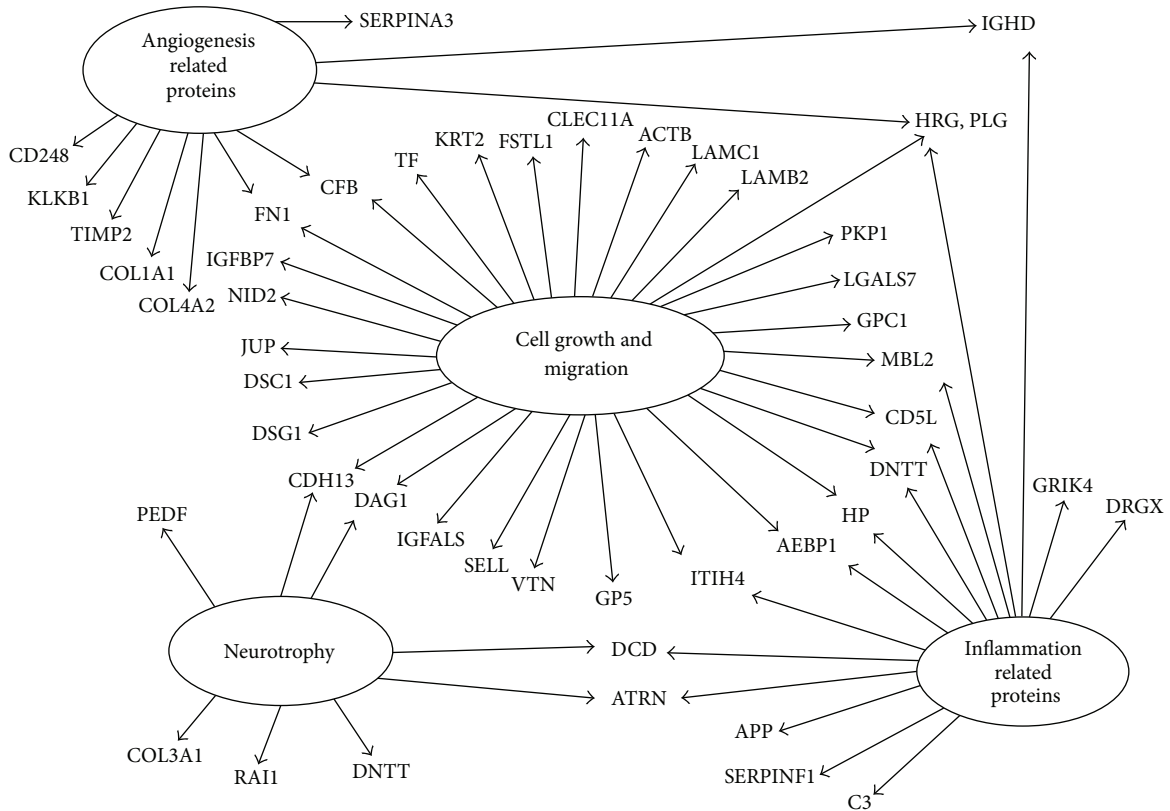 SERPINA3
IGHD
Angiogenesis
related
proteins
HRG, PLG
CLEC11A
ACTB
KRT2
FSTL1
LAMC1
TF
LAMB2
CD248
CFB
KLKB1
FN1
TIMP2
PKP1
COL1A1
IGFBP7
LGALS7
COL4A2
NID2
GPC1
Cell growth and
migration
JUP
MBL2
DSC1
CD5L
DSG1
DNTT
CDH13
DAG1
GRIK4
DRGX
PEDF
HP
IGFALS
AEBP1
SELL
VTN
GP5
ITIH4
Neurotrophy
DCD
Inflammation
related
proteins
ATRN
APP
COL3A1
RAI1
DNTT
SERPINF1
C3